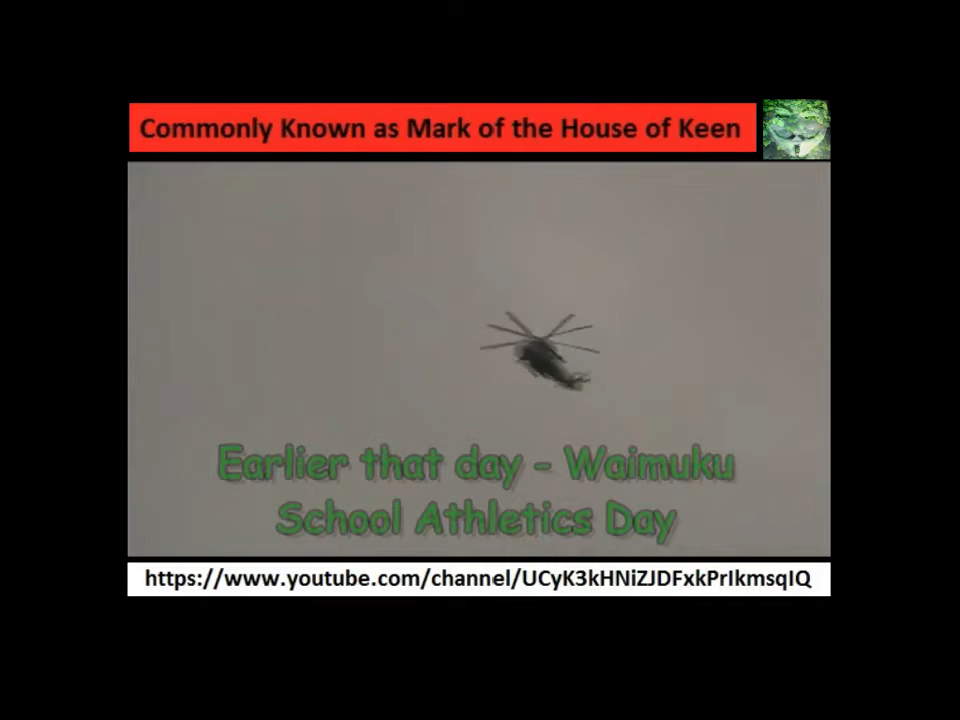 Commonly Known as Mark of the House of Keen
Earlier that day - Waimuku
School Athletics Day
https://www.youtube.com/channel/UCyK3kHNiZJDFxkPrIkmsqIQ